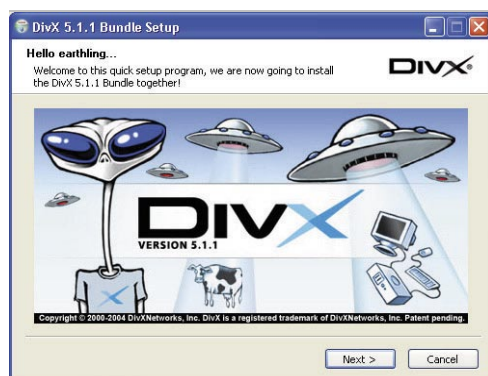 DivX 5.1.1 Bundle Setup
Hello earthling...
Welcome to this quick setup program, we are now going to install
the DivX 5.1.1 Bundle together!
DIVX®
DIVX
VERSION 5.1.1
Copyright © 2000-2004 DivXNetworks, Inc. DivX is a registered trademark of DivXNetworks, Inc. Patent pending.
Next >
Cancel